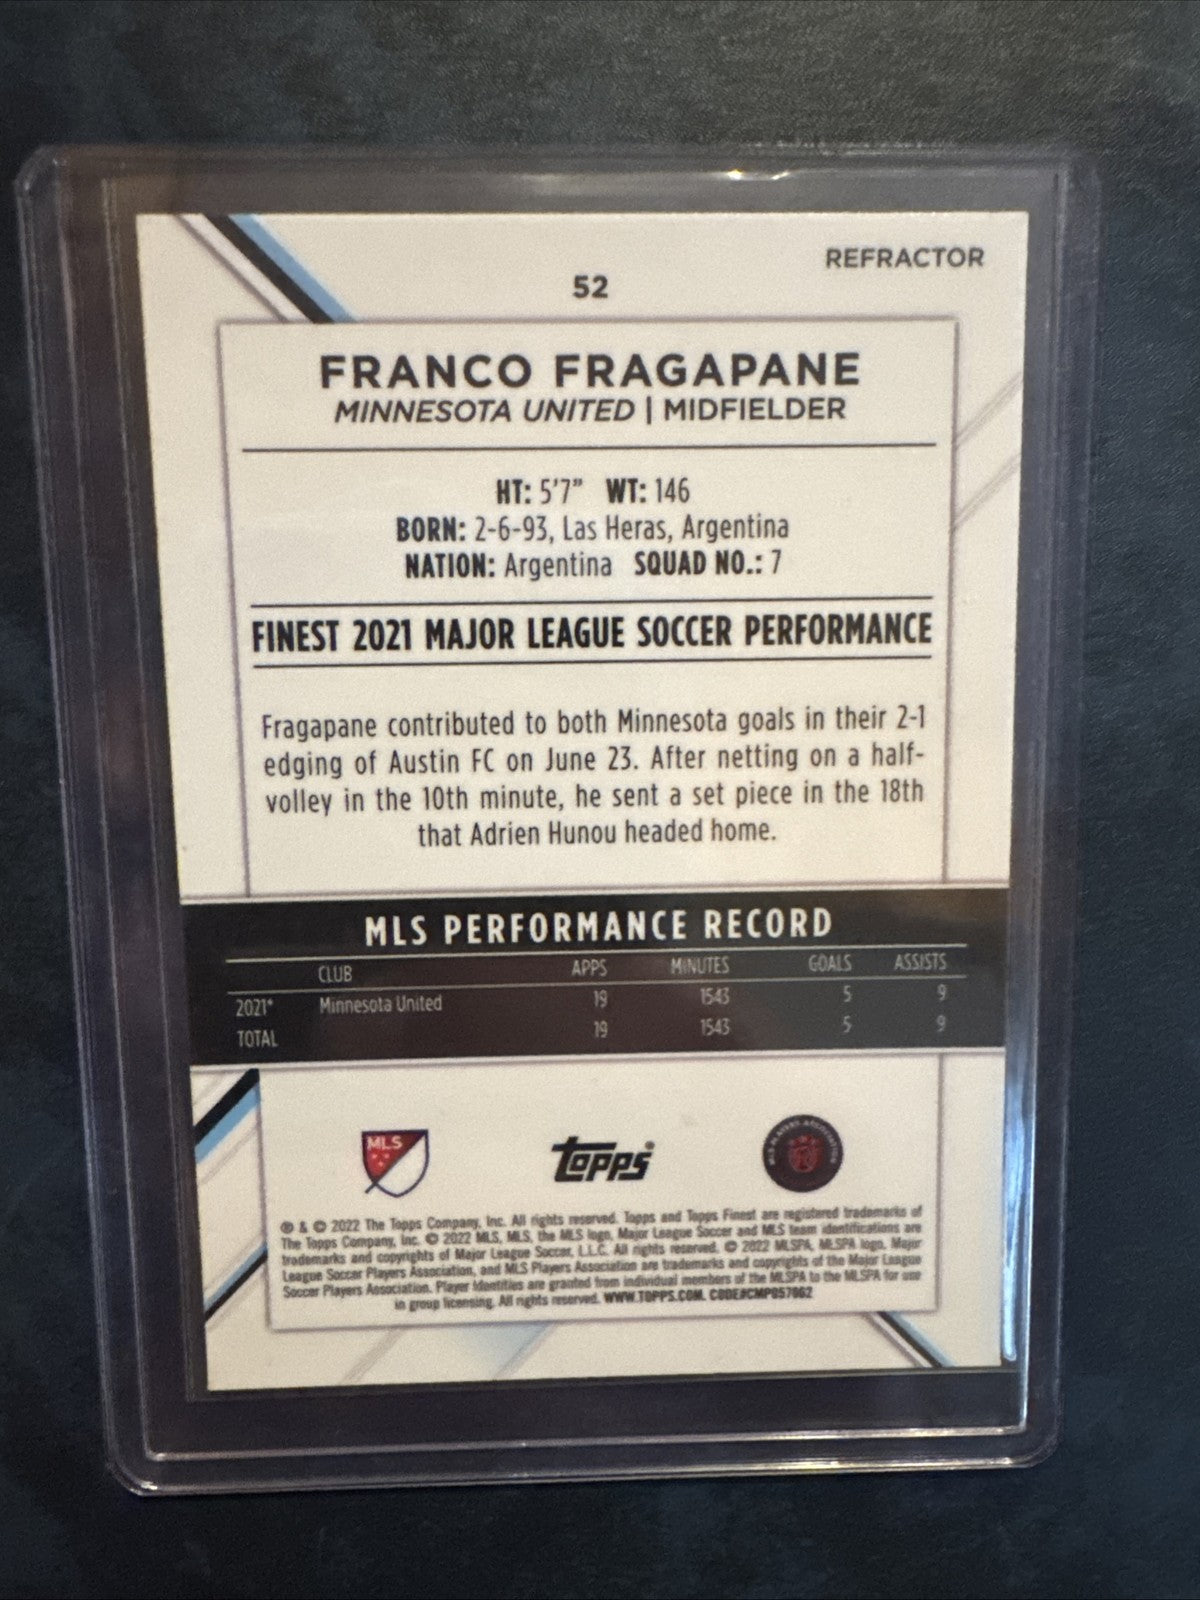 REFRACTOR
52
FRANCO FRAGAPANE
MINNESOTA UNITED | MIDFIELDER
HT: 5'7" WT: 146
BORN: 2-6-93, Las Heras, Argentina
NATION: Argentina SQUAD NO.: 7
FINEST 2021 MAJOR LEAGUE SOCCER PERFORMANCE
Fragapane contributed to both Minnesota goals in their 2-1
edging of Austin FC on June 23. After netting on a half-
volley in the 10th minute, he sent a set piece in the 18th
that Adrien Hunou headed home.
MLS PERFORMANCE RECORD
CLUB APPS MINUTES GOALS ASSISTS
2021* Minnesota United 19 1543 5 9
TOTAL 19 1543 5 9
MLS
Topps®
MLS PLAYERS ASSOCIATION
® & © 2022 The Topps Company, Inc. All rights reserved. Topps and Topps Finest are registered trademarks of
The Topps Company, Inc. © 2022 MLS, MLS, the MLS logo, Major League Soccer and MLS team identifications are
trademarks and copyrights of Major League Soccer, L.L.C. All rights reserved. © 2022 MLSPA, MLSPA logo, Major
League Soccer Players Association, and MLS Players Association are trademarks and copyrights of the Major League
Soccer Players Association. Player Identities are granted from individual members of the MLSPA to the MLSPA for use
in group licensing. All rights reserved. WWW.TOPPS.COM. CODE#CMP057062